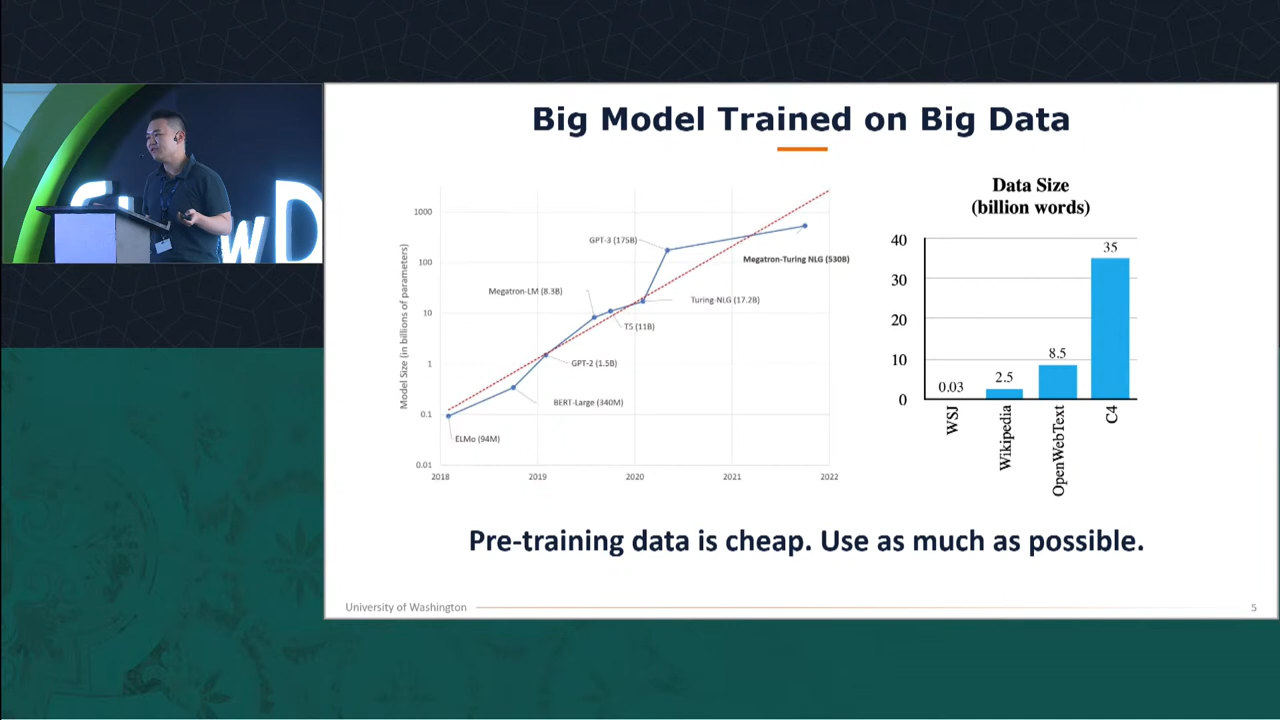 Big Model Trained on Big Data
Model Size (in billions of parameters)
1000
100
10
1
0.1
0.01
2018
2019
2020
2021
2022
ELMo (94M)
BERT-Large (340M)
GPT-2 (1.5B)
Megatron-LM (8.3B)
T5 (11B)
Turing-NLG (17.2B)
GPT-3 (175B)
Megatron-Turing NLG (530B)
Data Size
(billion words)
40
30
20
10
0
0.03
2.5
8.5
35
WSJ
Wikipedia
OpenWebText
C4
Pre-training data is cheap. Use as much as possible.
University of Washington
5